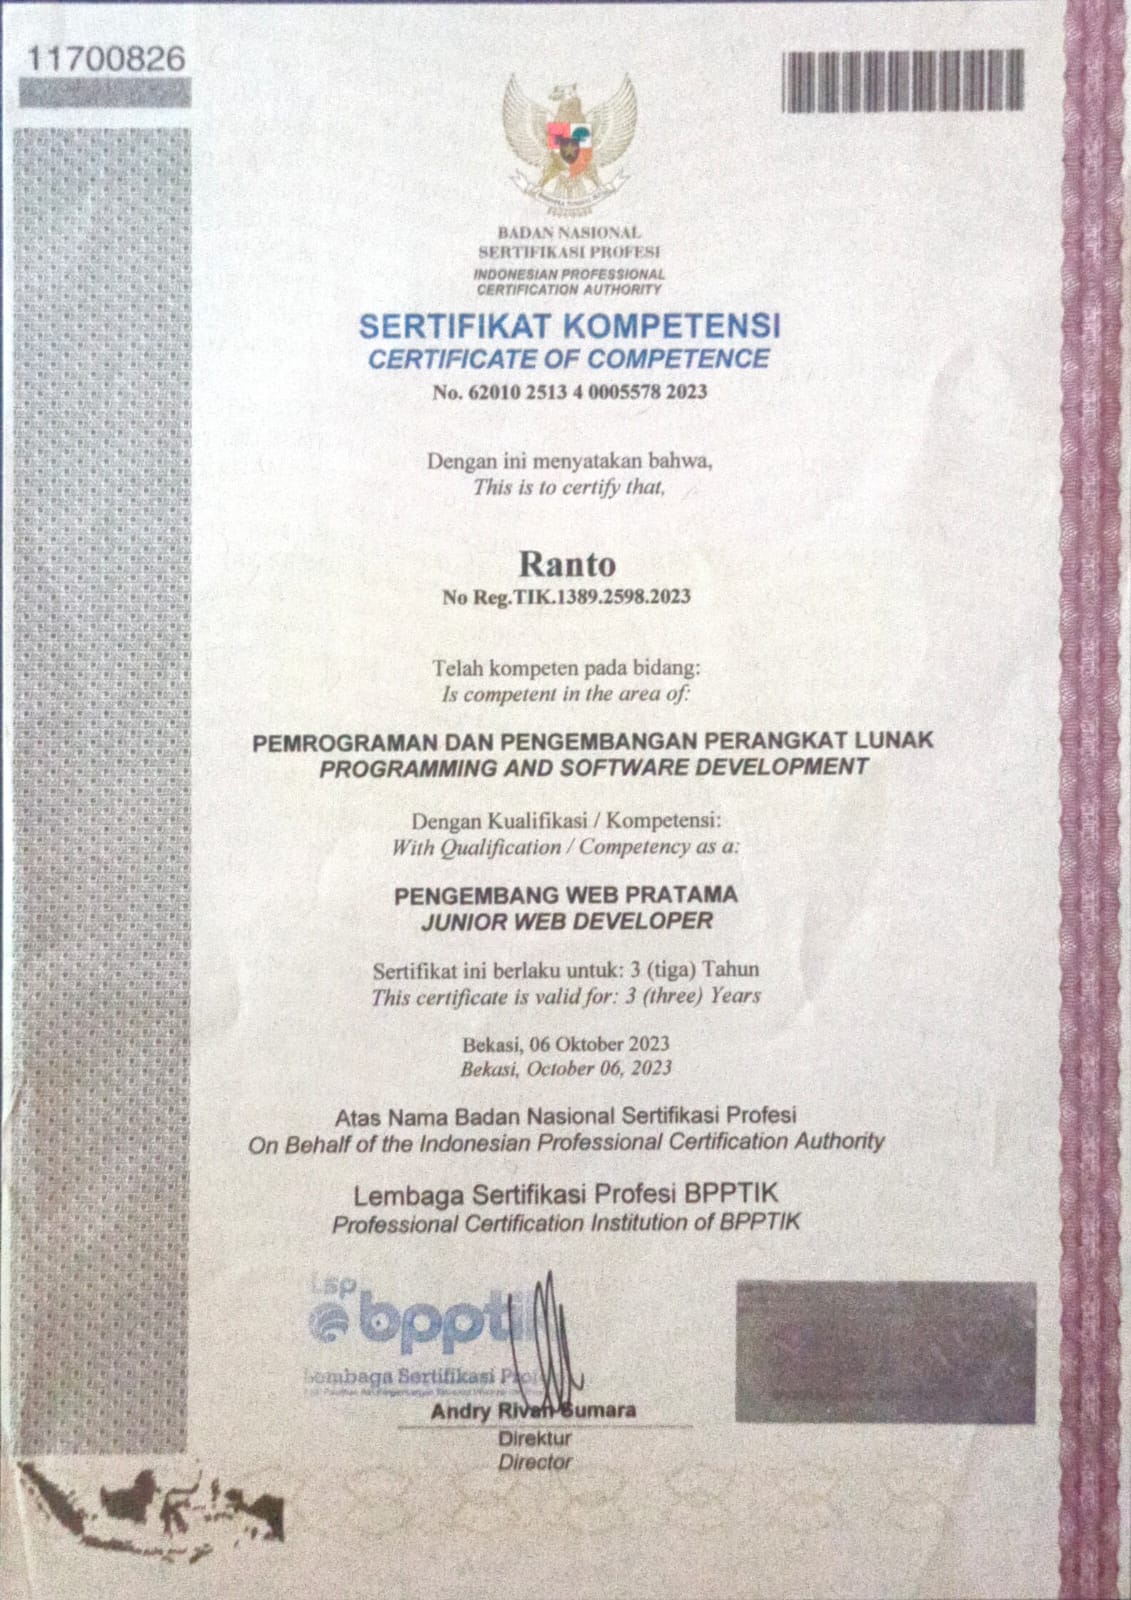 11700826
BADAN NASIONAL
SERTIFIKASI PROFESI
INDONESIAN PROFESSIONAL
CERTIFICATION AUTHORITY
SERTIFIKAT KOMPETENSI
CERTIFICATE OF COMPETENCE
No. 62010 2513 4 0005578 2023
Dengan ini menyatakan bahwa,
This is to certify that,
Ranto
No Reg.TIK.1389.2598.2023
Telah kompeten pada bidang:
Is competent in the area of:
PEMROGRAMAN DAN PENGEMBANGAN PERANGKAT LUNAK
PROGRAMMING AND SOFTWARE DEVELOPMENT
Dengan Kualifikasi / Kompetensi:
With Qualification / Competency as a:
PENGEMBANG WEB PRATAMA
JUNIOR WEB DEVELOPER
Sertifikat ini berlaku untuk: 3 (tiga) Tahun
This certificate is valid for: 3 (three) Years
Bekasi, 06 Oktober 2023
Bekasi, October 06, 2023
Atas Nama Badan Nasional Sertifikasi Profesi
On Behalf of the Indonesian Professional Certification Authority
Lembaga Sertifikasi Profesi BPPTIK
Professional Certification Institution of BPPTIK
Lsp
bpptik
Lembaga Sertifikasi
Andry Rivan Sumara
Direktur
Director